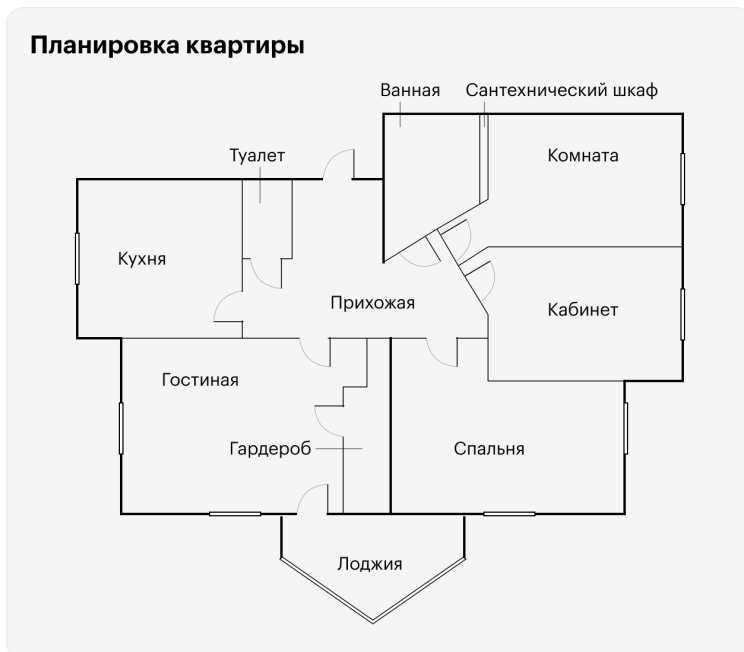 Планировка квартиры
Ванная
Сантехнический шкаф
Туалет
Комната
Кухня
Прихожая
Кабинет
Гостиная
Гардероб
Спальня
Лоджия